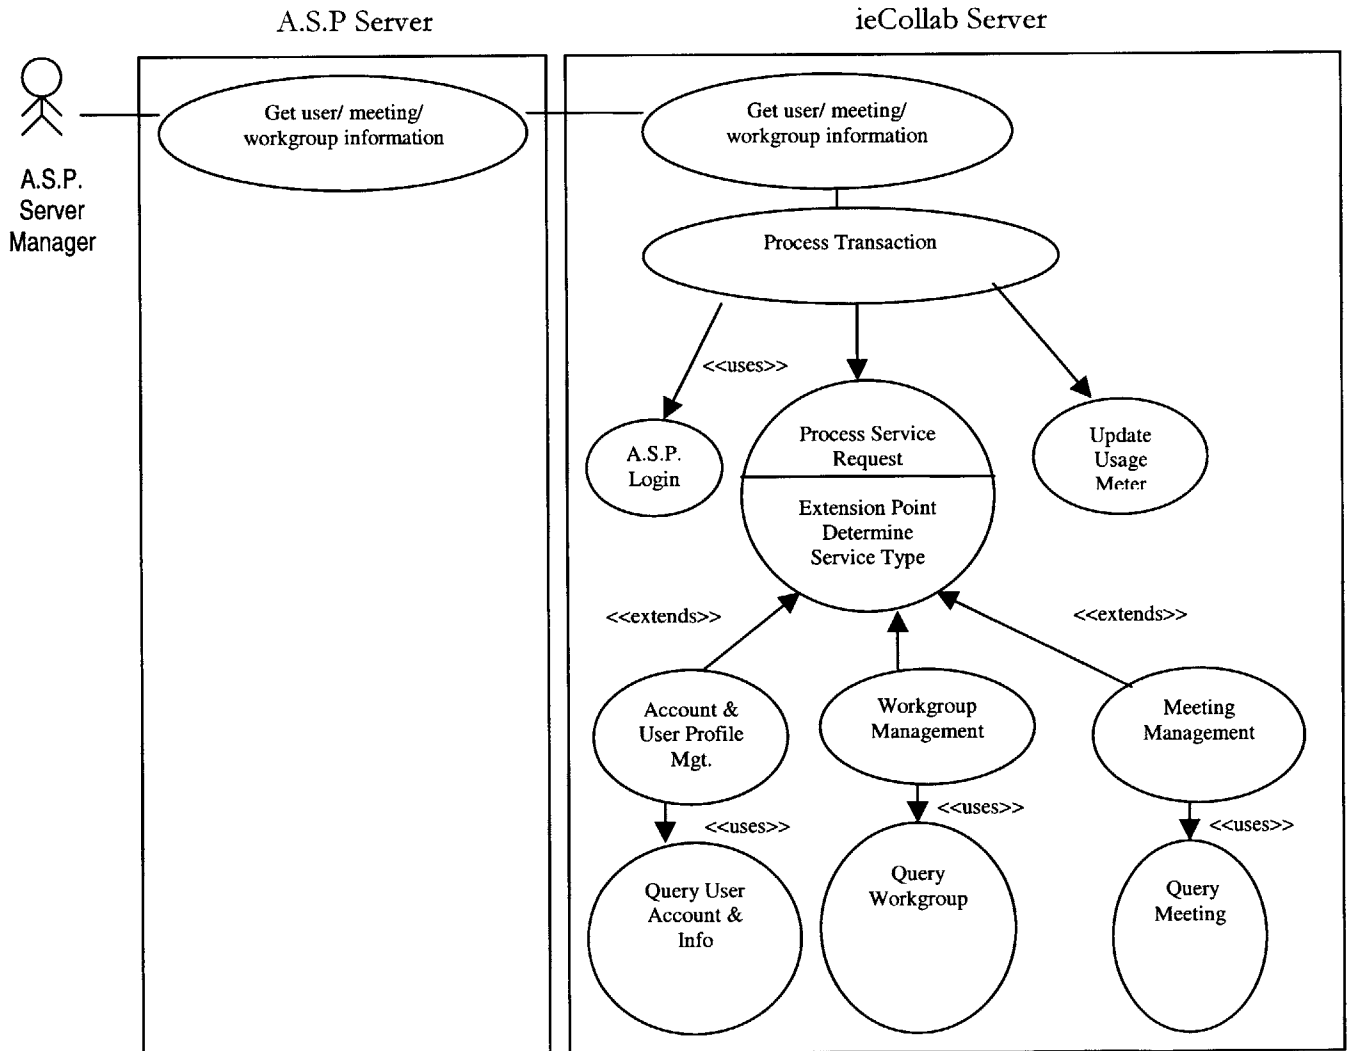 A.S.P Server
ieCollab Server
Get user/ meeting/
workgroup information
Get user/ meeting/
workgroup information
A.S.P.
Server
Manager
Process Transaction
<<uses>>
A.S.P.
Login
Process Service
Request
Extension Point
Determine
Service Type
Update
Usage
Meter
<<extends>>
<<extends>>
Account &
User Profile
Mgt.
Workgroup
Management
Meeting
Management
<<uses>>
<<uses>>
<<uses>>
Query User
Account &
Info
Query
Workgroup
Query
Meeting